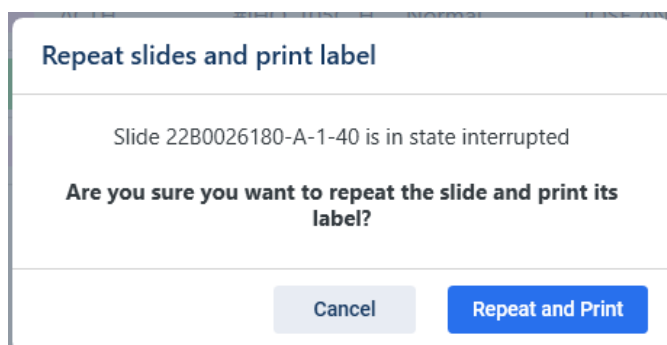 Repeat slides and print label
Slide 22B0026180-A-1-40 is in state interrupted
Are you sure you want to repeat the slide and print its
label?
Cancel
Repeat and Print